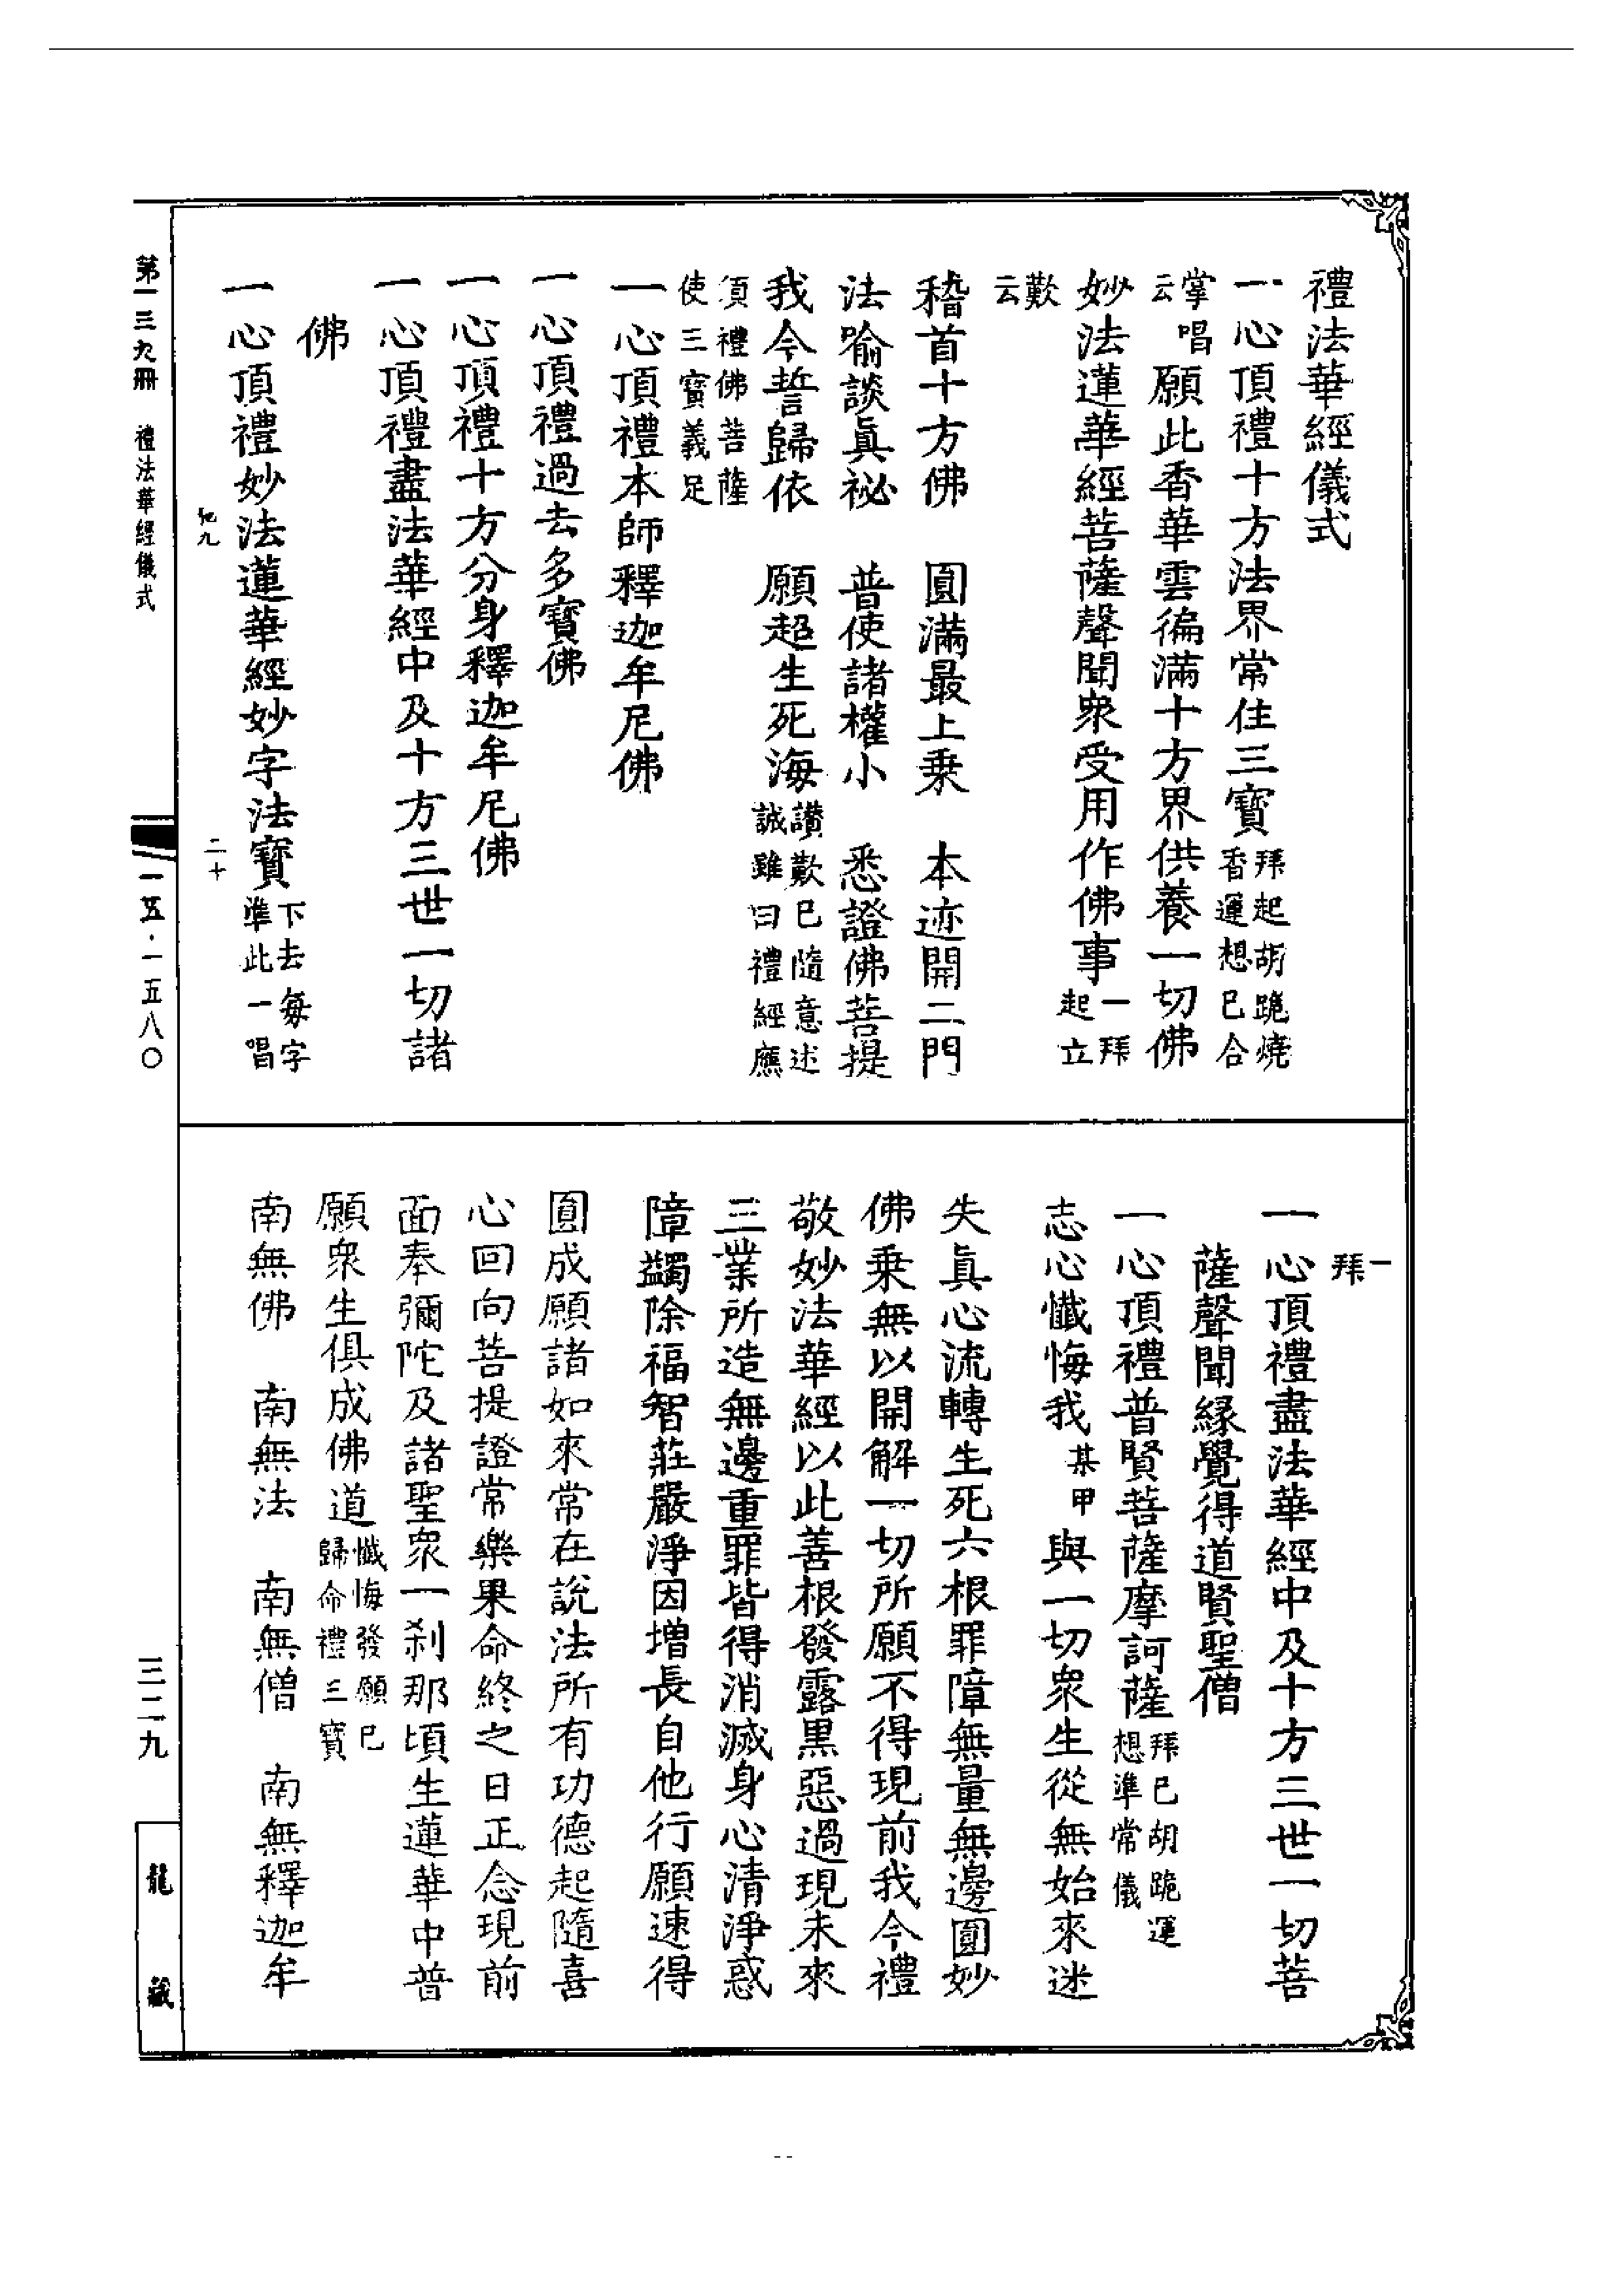 禮法華經儀式
一心頂禮十方法界常住三寶拜起胡跪燒香運想已合
掌唱云願此香華雲徧滿十方界供養一切佛
妙法蓮華經菩薩聲聞衆受用作佛事一拜起立
歎云
稽首十方佛　圓滿最上乗　本迹開二門
法喻談眞祕　普使諸權小　悉證佛菩提
我今誓歸依　願超生死海讃歎已隨意述誠雖曰禮經應
須禮佛菩薩使三寶義足
一心頂禮本師釋迦牟尼佛
一心頂禮過去多寶佛
一心頂禮十方分身釋迦牟尼佛
一心頂禮盡法華經中及十方三世一切諸
佛
一心頂禮妙法蓮華經妙字法寶下去每字準此一唱
一拜
一心頂禮盡法華經中及十方三世一切菩
薩聲聞緣覺得道賢聖僧
一心頂禮普賢菩薩摩訶薩拜已胡跪運想準常儀
志心懺悔我某甲與一切衆生從無始來迷
失眞心流轉生死六根罪障無量無邊圓妙
佛乗無以開解一切所願不得現前我今禮
敬妙法華經以此善根發露黒惡過現未來
三業所造無邊重罪皆得消滅身心清淨惑
障蠲除福智莊嚴淨因増長自他行願速得
圓成願諸如來常在說法所有功德起隨喜
心回向菩提證常樂果命終之日正念現前
面奉彌陀及諸聖衆一刹那頃生蓮華中普
願衆生俱成佛道懺悔發願已歸命禮三寶
南無佛　南無法　南無僧　南無釋迦牟
第一三九冊　禮法華經儀式
一五·一五八〇
三二九
龍藏
二十